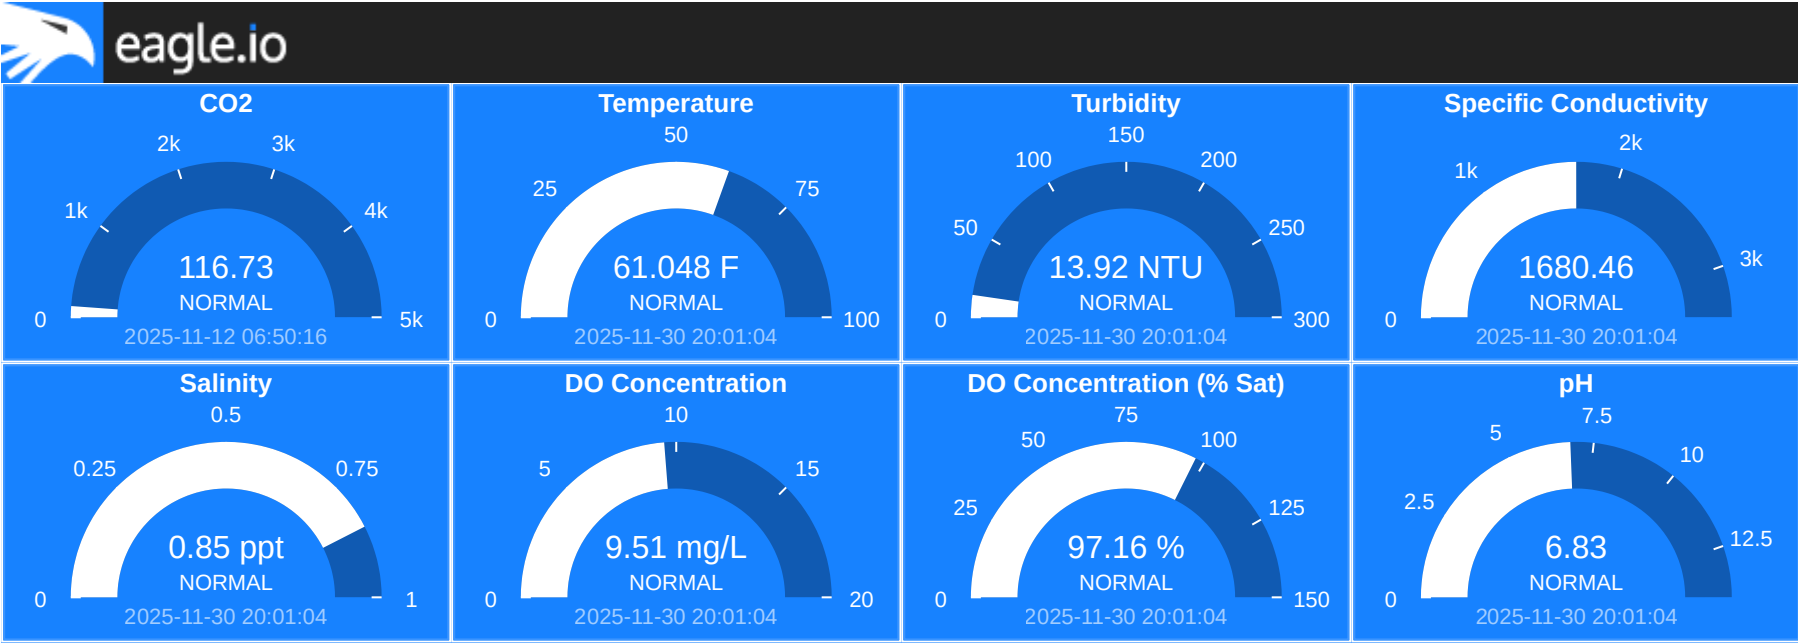 eagle.io
CO2
2k
3k
1k
4k
116.73
NORMAL
0
5k
2025-11-12 06:50:16
Temperature
50
25
75
61.048 F
NORMAL
0
100
2025-11-30 20:01:04
Turbidity
150
100
200
50
250
13.92 NTU
NORMAL
0
300
2025-11-30 20:01:04
Specific Conductivity
2k
1k
3k
1680.46
NORMAL
0
2025-11-30 20:01:04
Salinity
0.5
0.25
0.75
0.85 ppt
NORMAL
0
1
2025-11-30 20:01:04
DO Concentration
10
5
15
9.51 mg/L
NORMAL
0
20
2025-11-30 20:01:04
DO Concentration (% Sat)
75
50
100
25
125
97.16 %
NORMAL
0
150
2025-11-30 20:01:04
pH
7.5
5
10
2.5
12.5
6.83
NORMAL
0
2025-11-30 20:01:04